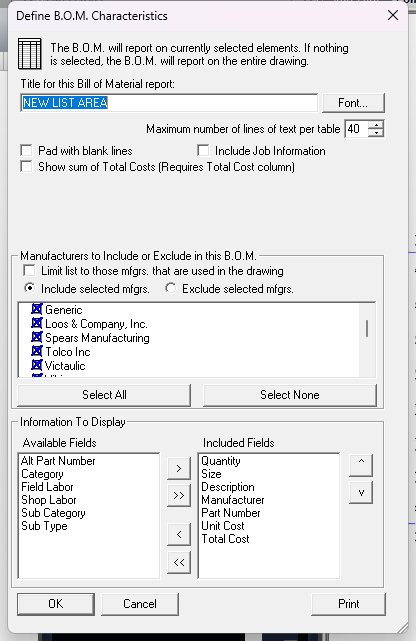 Define B.O.M. Characteristics
The B.O.M. will report on currently selected elements. If nothing
is selected, the B.O.M. will report on the entire drawing.
Title for this Bill of Material report:
NEW LIST AREA
Font...
Maximum number of lines of text per table 40
Pad with blank lines
Include Job Information
Show sum of Total Costs (Requires Total Cost column)
Manufacturers to Include or Exclude in this B.O.M.
Limit list to those mfgrs. that are used in the drawing
Include selected mfgrs.
Exclude selected mfgrs.
Generic
Loos & Company, Inc.
Spears Manufacturing
Tolco Inc
Victaulic
Select All
Select None
Information To Display
Available Fields
Alt Part Number
Category
Field Labor
Shop Labor
Sub Category
Sub Type
>
>>
<
<<
Included Fields
Quantity
Size
Description
Manufacturer
Part Number
Unit Cost
Total Cost
^
v
OK
Cancel
Print